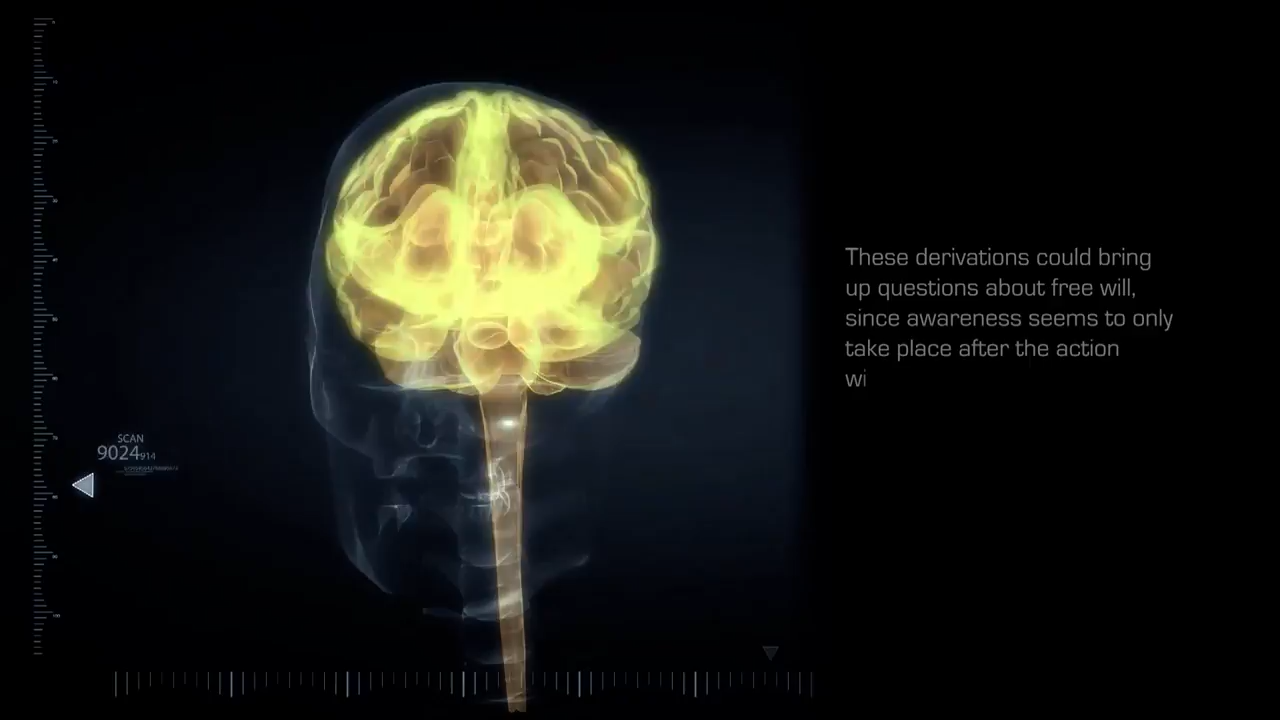 These derivations could bring
up questions about free will,
since awareness seems to only
take place after the action
wi
SCAN
9024914